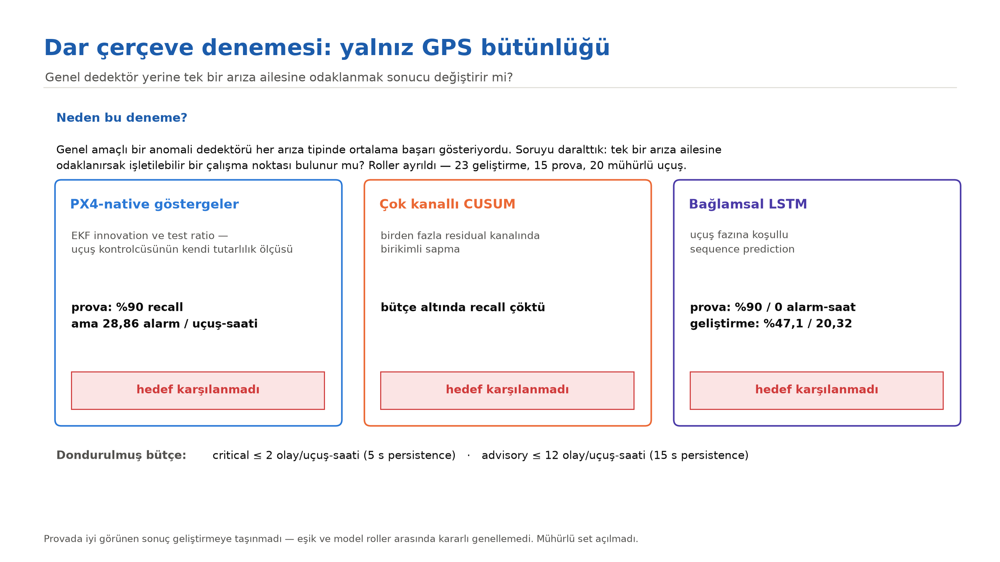 Dar çerçeve denemesi: yalnız GPS bütünlüğü
Genel dedektör yerine tek bir arıza ailesine odaklanmak sonucu değiştirir mi?
Neden bu deneme?
Genel amaçlı bir anomali dedektörü her arıza tipinde ortalama başarı gösteriyordu. Soruyu daralttık: tek bir arıza ailesine
odaklanırsak işletilebilir bir çalışma noktası bulunur mu? Roller ayrıldı — 23 geliştirme, 15 prova, 20 mühürlü uçuş.
PX4-native göstergeler
EKF innovation ve test ratio —
uçuş kontrolcüsünün kendi tutarlılık ölçüsü
prova: %90 recall
ama 28,86 alarm / uçuş-saati
hedef karşılanmadı
Çok kanallı CUSUM
birden fazla residual kanalında
birikimli sapma
bütçe altında recall çöktü
hedef karşılanmadı
Bağlamsal LSTM
uçuş fazına koşullu
sequence prediction
prova: %90 / 0 alarm-saat
geliştirme: %47,1 / 20,32
hedef karşılanmadı
Dondurulmuş bütçe: critical ≤ 2 olay/uçuş-saati (5 s persistence) · advisory ≤ 12 olay/uçuş-saati (15 s persistence)
Provada iyi görünen sonuç geliştirmeye taşınmadı — eşik ve model roller arasında kararlı genellemedi. Mühürlü set açılmadı.